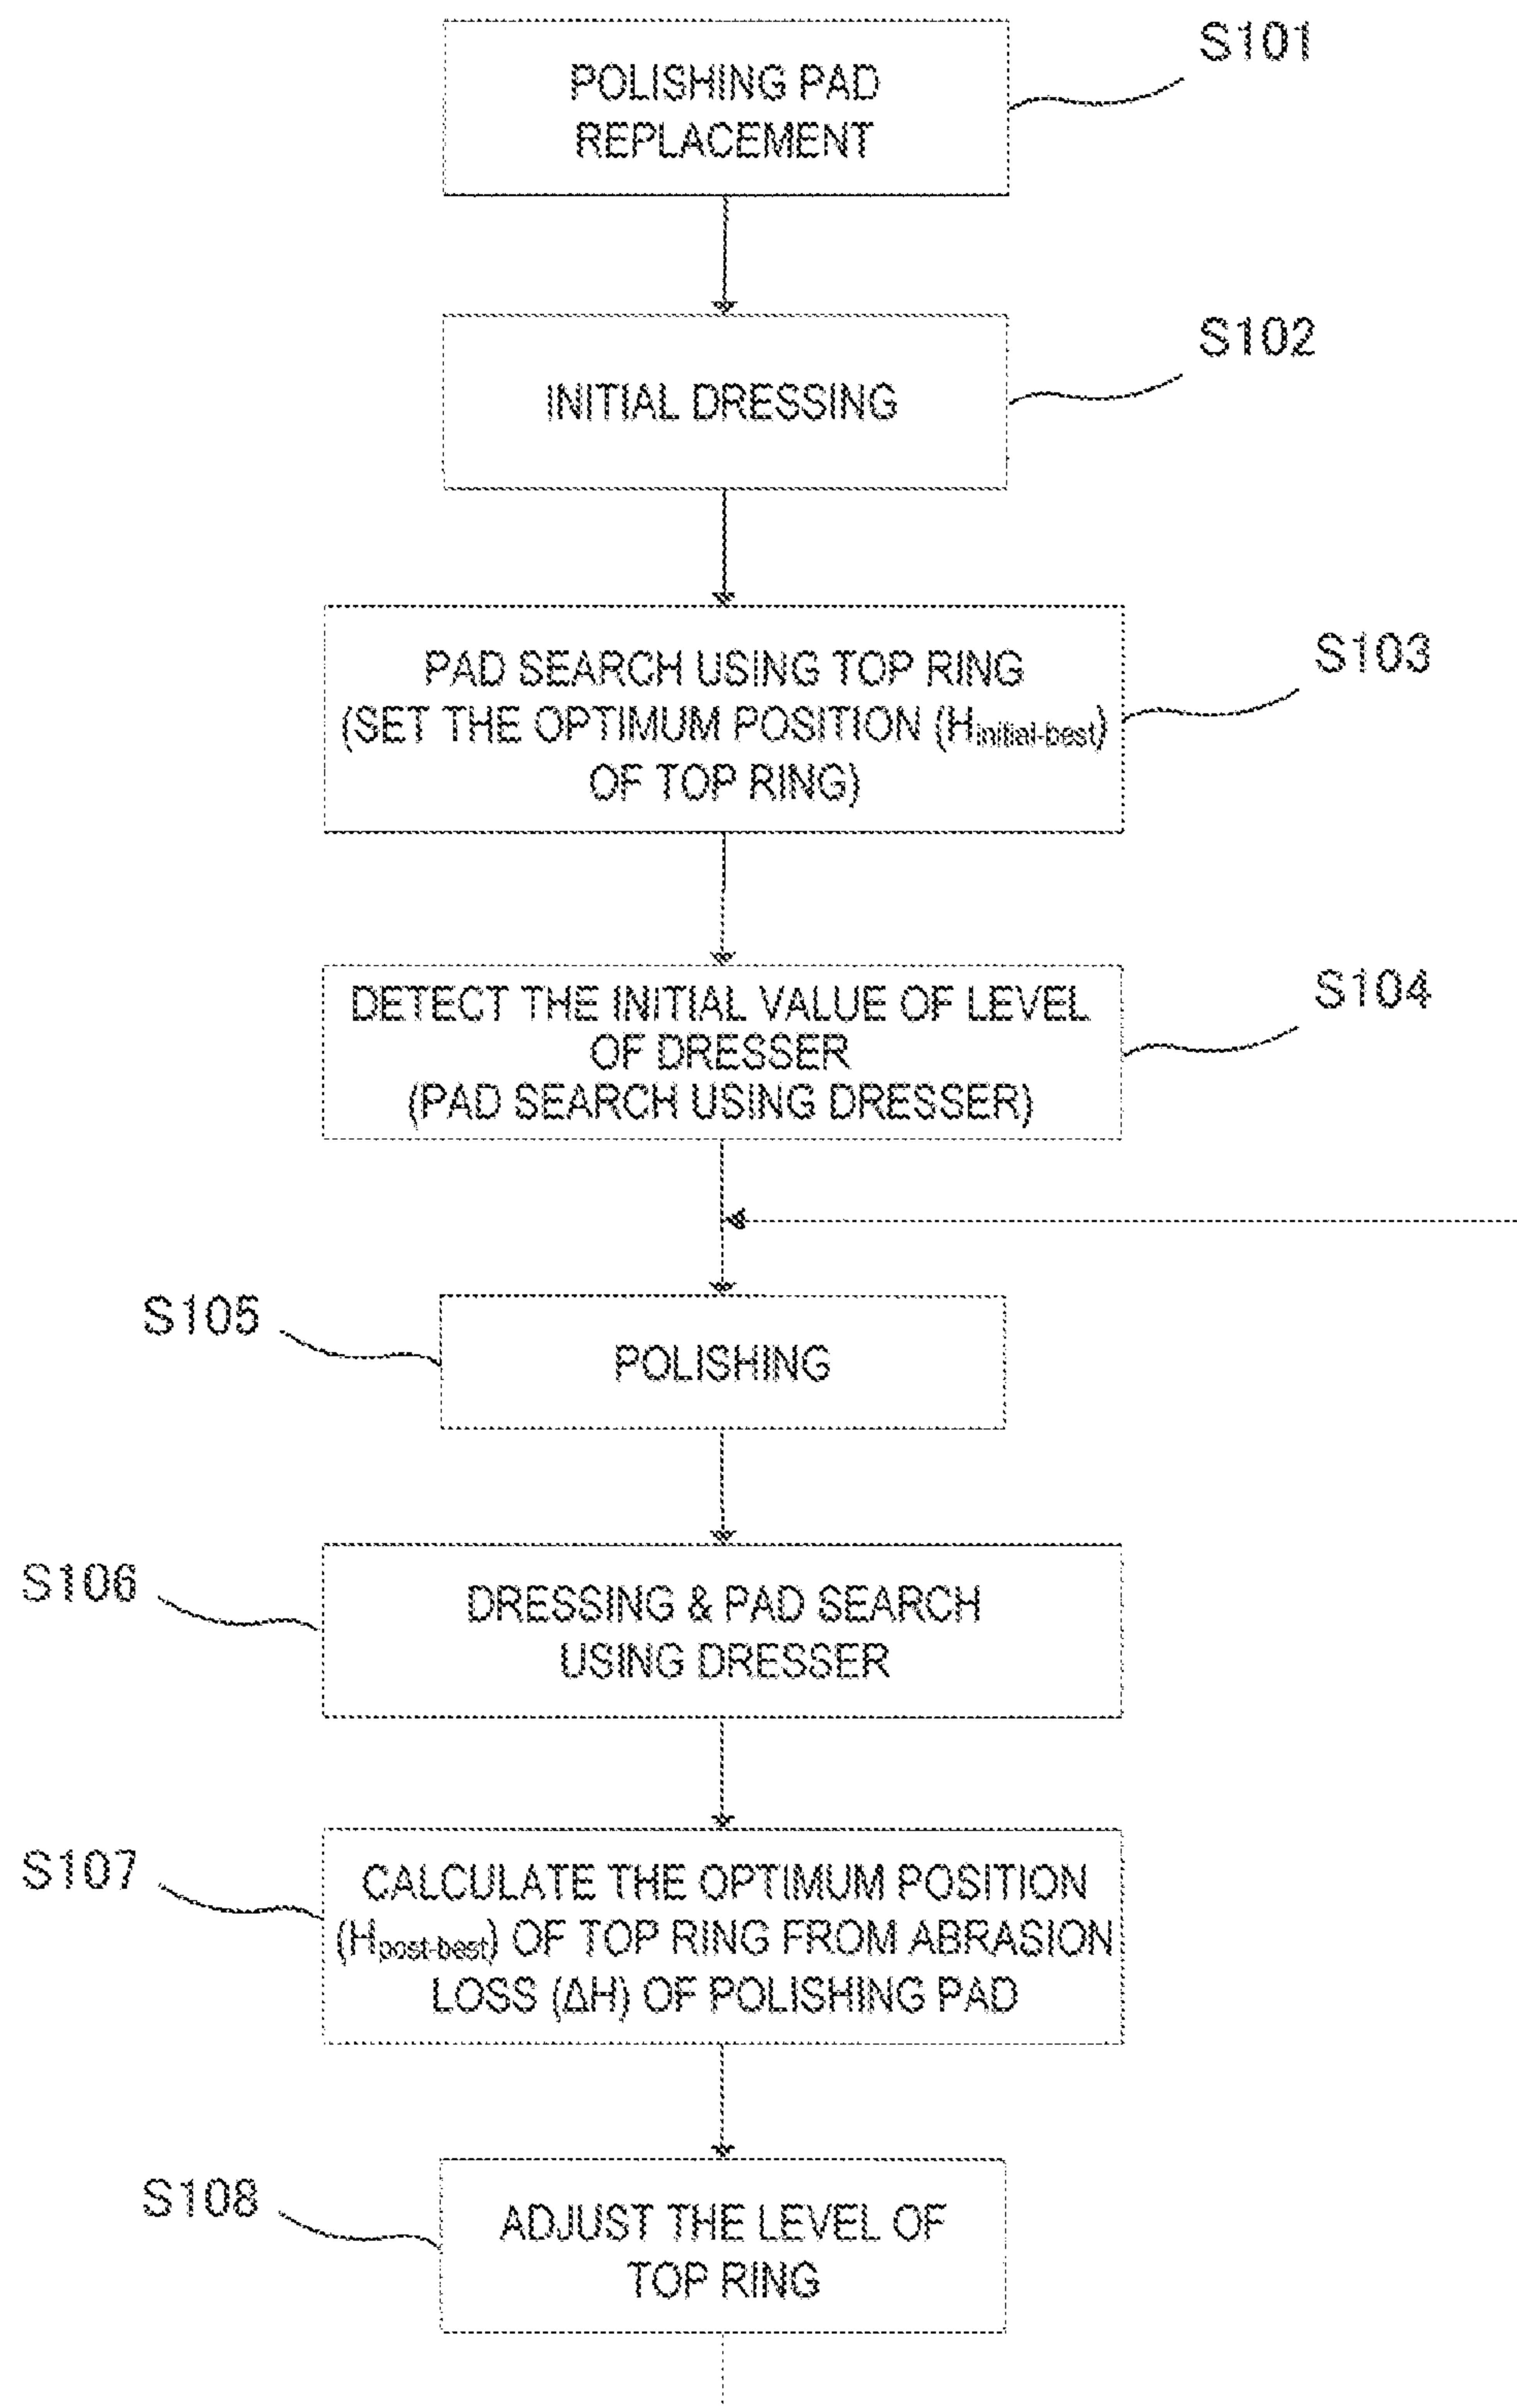 S101
POLISHING PAD
REPLACEMENT
S102
INITIAL DRESSING
S103
PAD SEARCH USING TOP RING
(SET THE OPTIMUM POSITION (Hinitial-best)
OF TOP RING)
S104
DETECT THE INITIAL VALUE OF LEVEL
OF DRESSER
(PAD SEARCH USING DRESSER)
S105
POLISHING
S106
DRESSING & PAD SEARCH
USING DRESSER
S107
CALCULATE THE OPTIMUM POSITION
(Hpost-best) OF TOP RING FROM ABRASION
LOSS (ΔH) OF POLISHING PAD
S108
ADJUST THE LEVEL OF
TOP RING